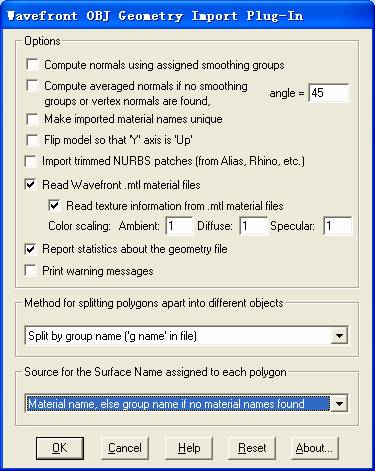 Wavefront OBJ Geometry Import Plug-In
Options
Compute normals using assigned smoothing groups
Compute averaged normals if no smoothing
groups or vertex normals are found,
angle = 45
Make imported material names unique
Flip model so that "Y" axis is 'Up'
Import trimmed NURBS patches (from Alias, Rhino, etc.)
Read Wavefront .mtl material files
Read texture information from .mtl material files
Color scaling: Ambient: 1 Diffuse: 1 Specular: 1
Report statistics about the geometry file
Print warning messages
Method for splitting polygons apart into different objects
Split by group name ('g name' in file)
Source for the Surface Name assigned to each polygon
Material name, else group name if no material names found
OK Cancel Help Reset About...